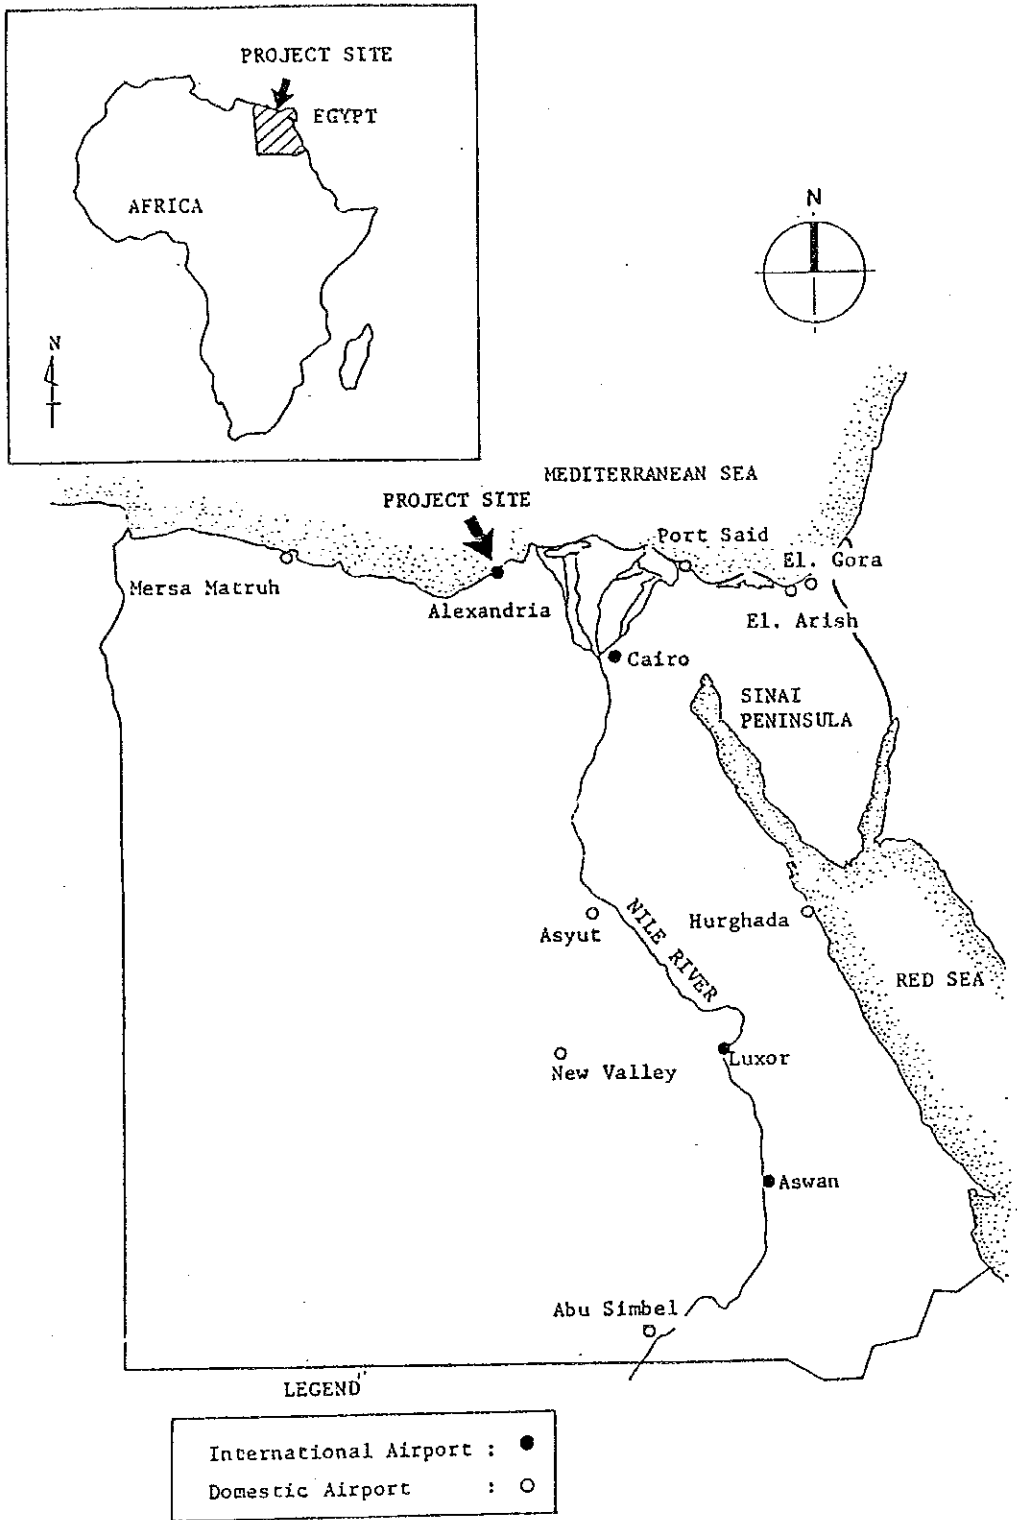 PROJECT SITE
EGYPT
AFRICA
N
N
MEDITERRANEAN SEA
PROJECT SITE
Port Said
El. Gora
Mersa Matruh
Alexandria
El. Arish
Cairo
SINAI
PENINSULA
NILE RIVER
Asyut
Hurghada
RED SEA
New Valley
Luxor
Aswan
Abu Simbel
LEGEND
International Airport :
Domestic Airport :